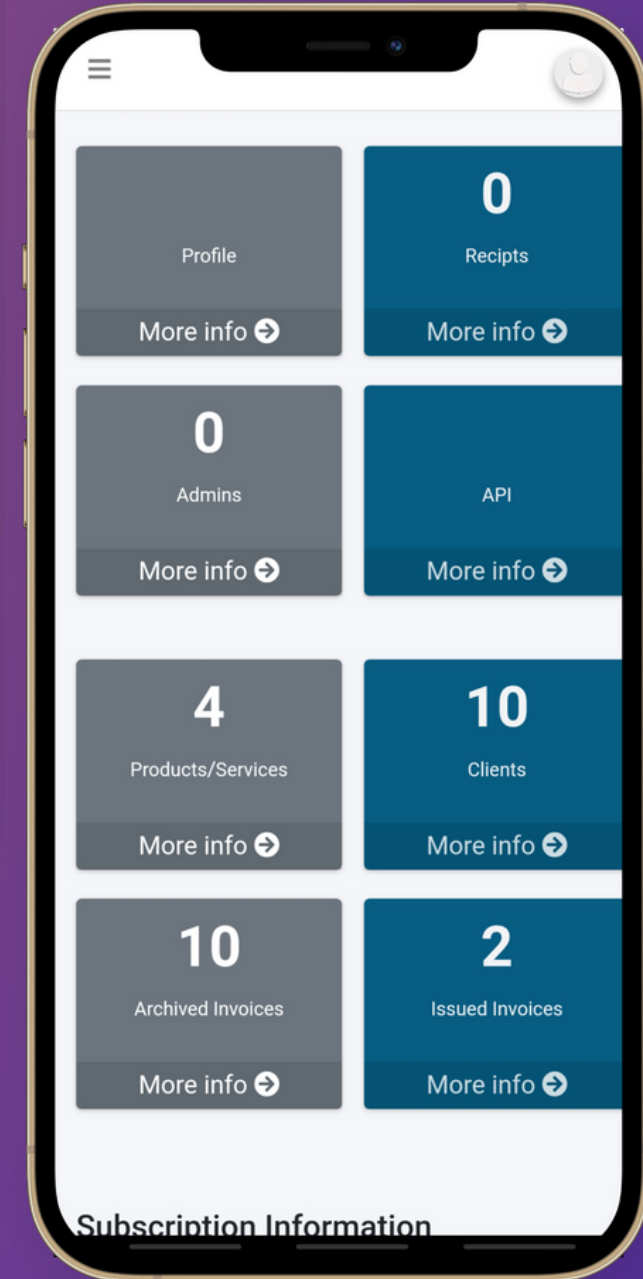 Profile
More info
0
Recipts
More info
0
Admins
More info
API
More info
4
Products/Services
More info
10
Clients
More info
10
Archived Invoices
More info
2
Issued Invoices
More info
Subscription Information